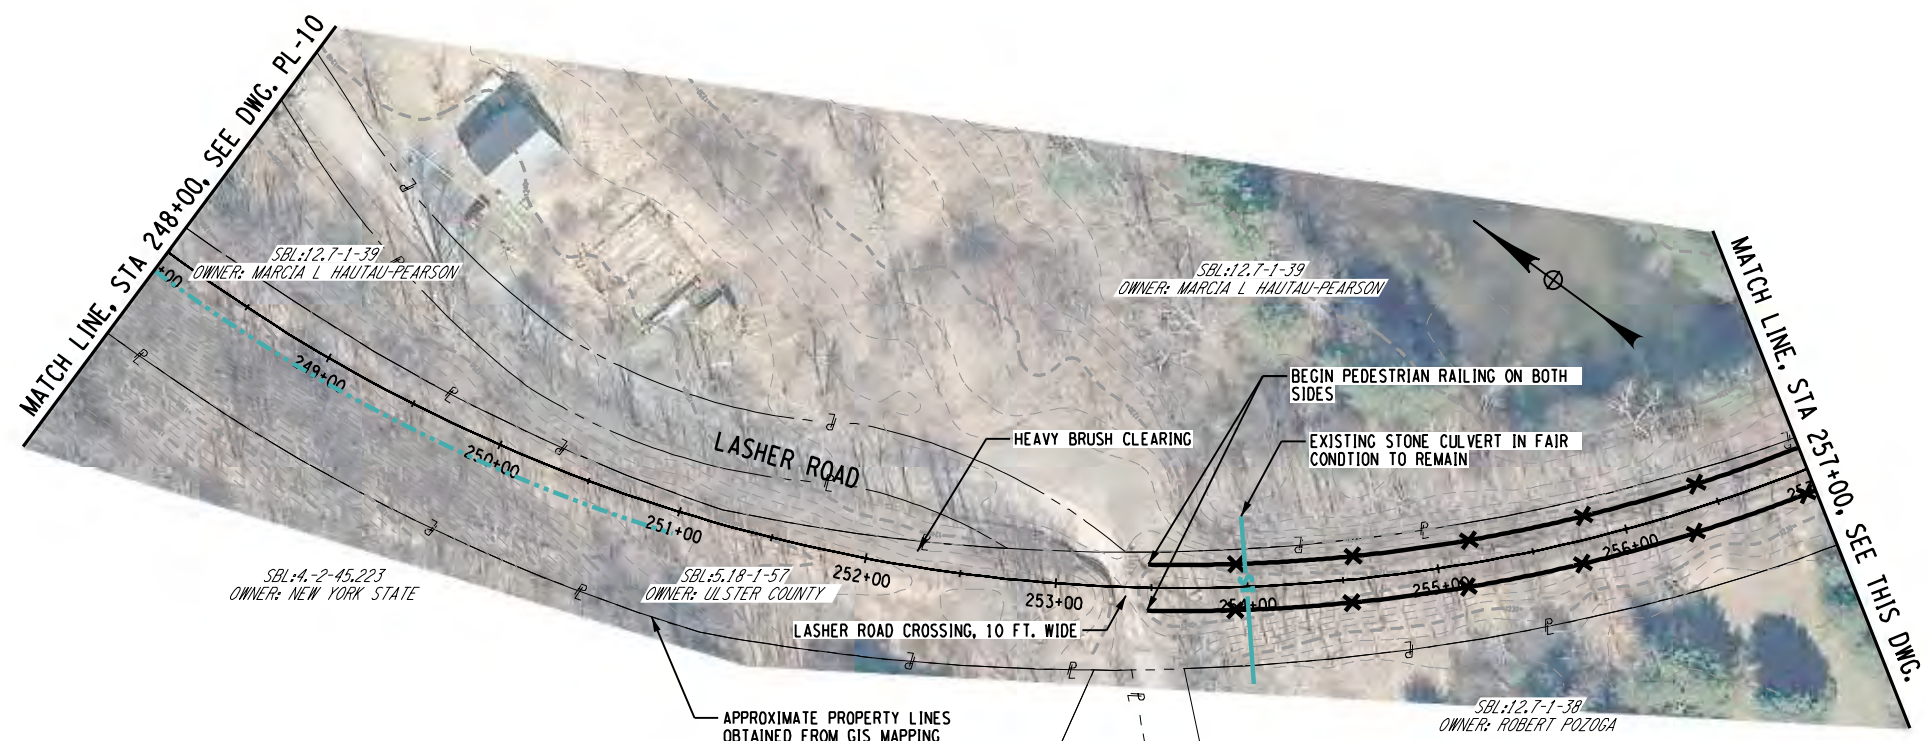 MATCH LINE, STA 248+00, SEE DWG. PL-10
SBL:12.7-1-39
OWNER: MARCIA L HAUTAU-PEARSON
SBL:12.7-1-39
OWNER: MARCIA L HAUTAU-PEARSON
MATCH LINE, STA 257+00, SEE THIS DWG.
+00
249+00
250+00
251+00
252+00
253+00
254+00
255+00
256+00
LASHER ROAD
HEAVY BRUSH CLEARING
BEGIN PEDESTRIAN RAILING ON BOTH
SIDES
EXISTING STONE CULVERT IN FAIR
CONDTION TO REMAIN
SBL:4.-2-45.223
OWNER: NEW YORK STATE
SBL:5.18-1-57
OWNER: ULSTER COUNTY
LASHER ROAD CROSSING, 10 FT. WIDE
APPROXIMATE PROPERTY LINES
OBTAINED FROM GIS MAPPING
SBL:12.7-1-38
OWNER: ROBERT POZOGA